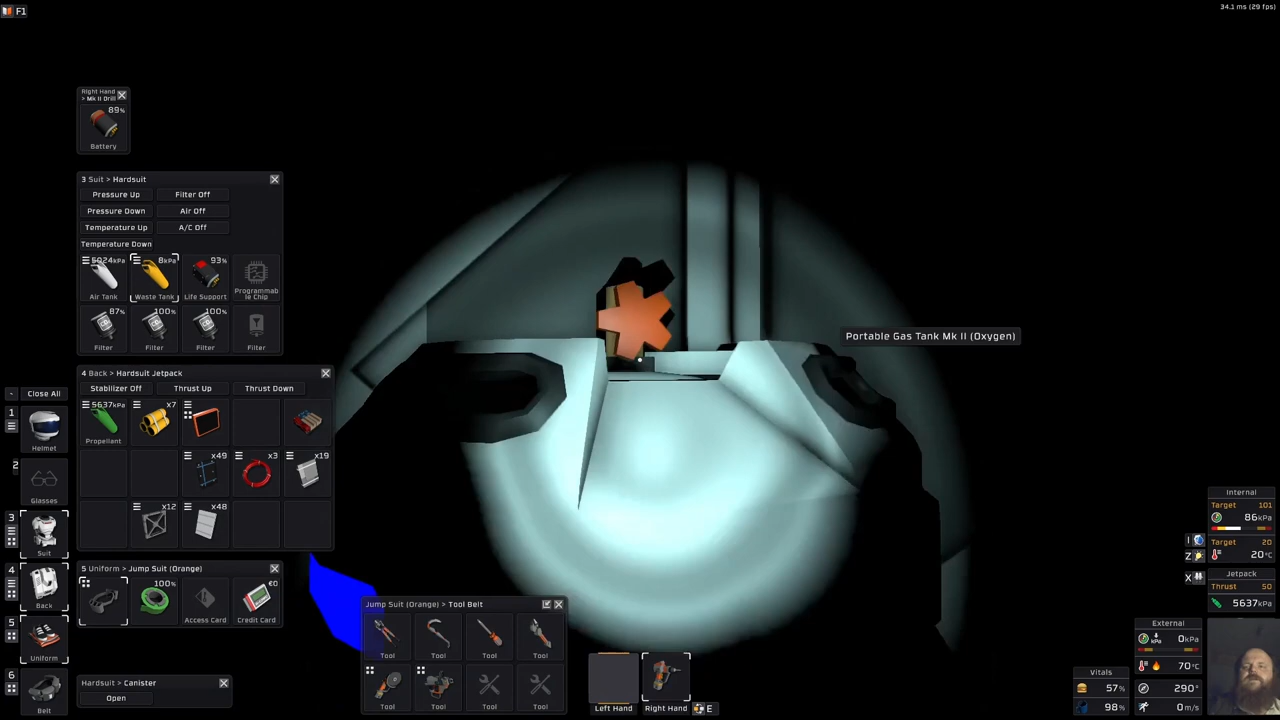 F1
34.1 ms (29 fps)
Right Hand
> Mk II Drill
89%
Battery
3 Suit > Hardsuit
Pressure Up
Filter Off
Pressure Down
Air Off
Temperature Up
A/C Off
Temperature Down
5924kPa
8kPa
93%
Air Tank
Waste Tank
Life Support
Programmab
le Chip
87%
100%
100%
Filter
Filter
Filter
Filter
4 Back > Hardsuit Jetpack
Stabilizer Off
Thrust Up
Thrust Down
5637kPa
x7
Propellant
x49
x3
x19
x12
x48
5 Uniform > Jump Suit (Orange)
100%
€0
Access Card
Credit Card
Hardsuit > Canister
Open
- Close All
1
Helmet
2
Glasses
3
Suit
4
Back
5
Uniform
6
Belt
Jump Suit (Orange) > Tool Belt
Tool
Tool
Tool
Tool
Tool
Tool
Tool
Tool
Left Hand
Right Hand
E
Portable Gas Tank Mk II (Oxygen)
Internal
Target 101
86kPa
Target 20
20°C
I
Z
X
Jetpack
Thrust 50
5637kPa
External
kPa
0kPa
70°C
290°
0m/s
Vitals
57%
98%